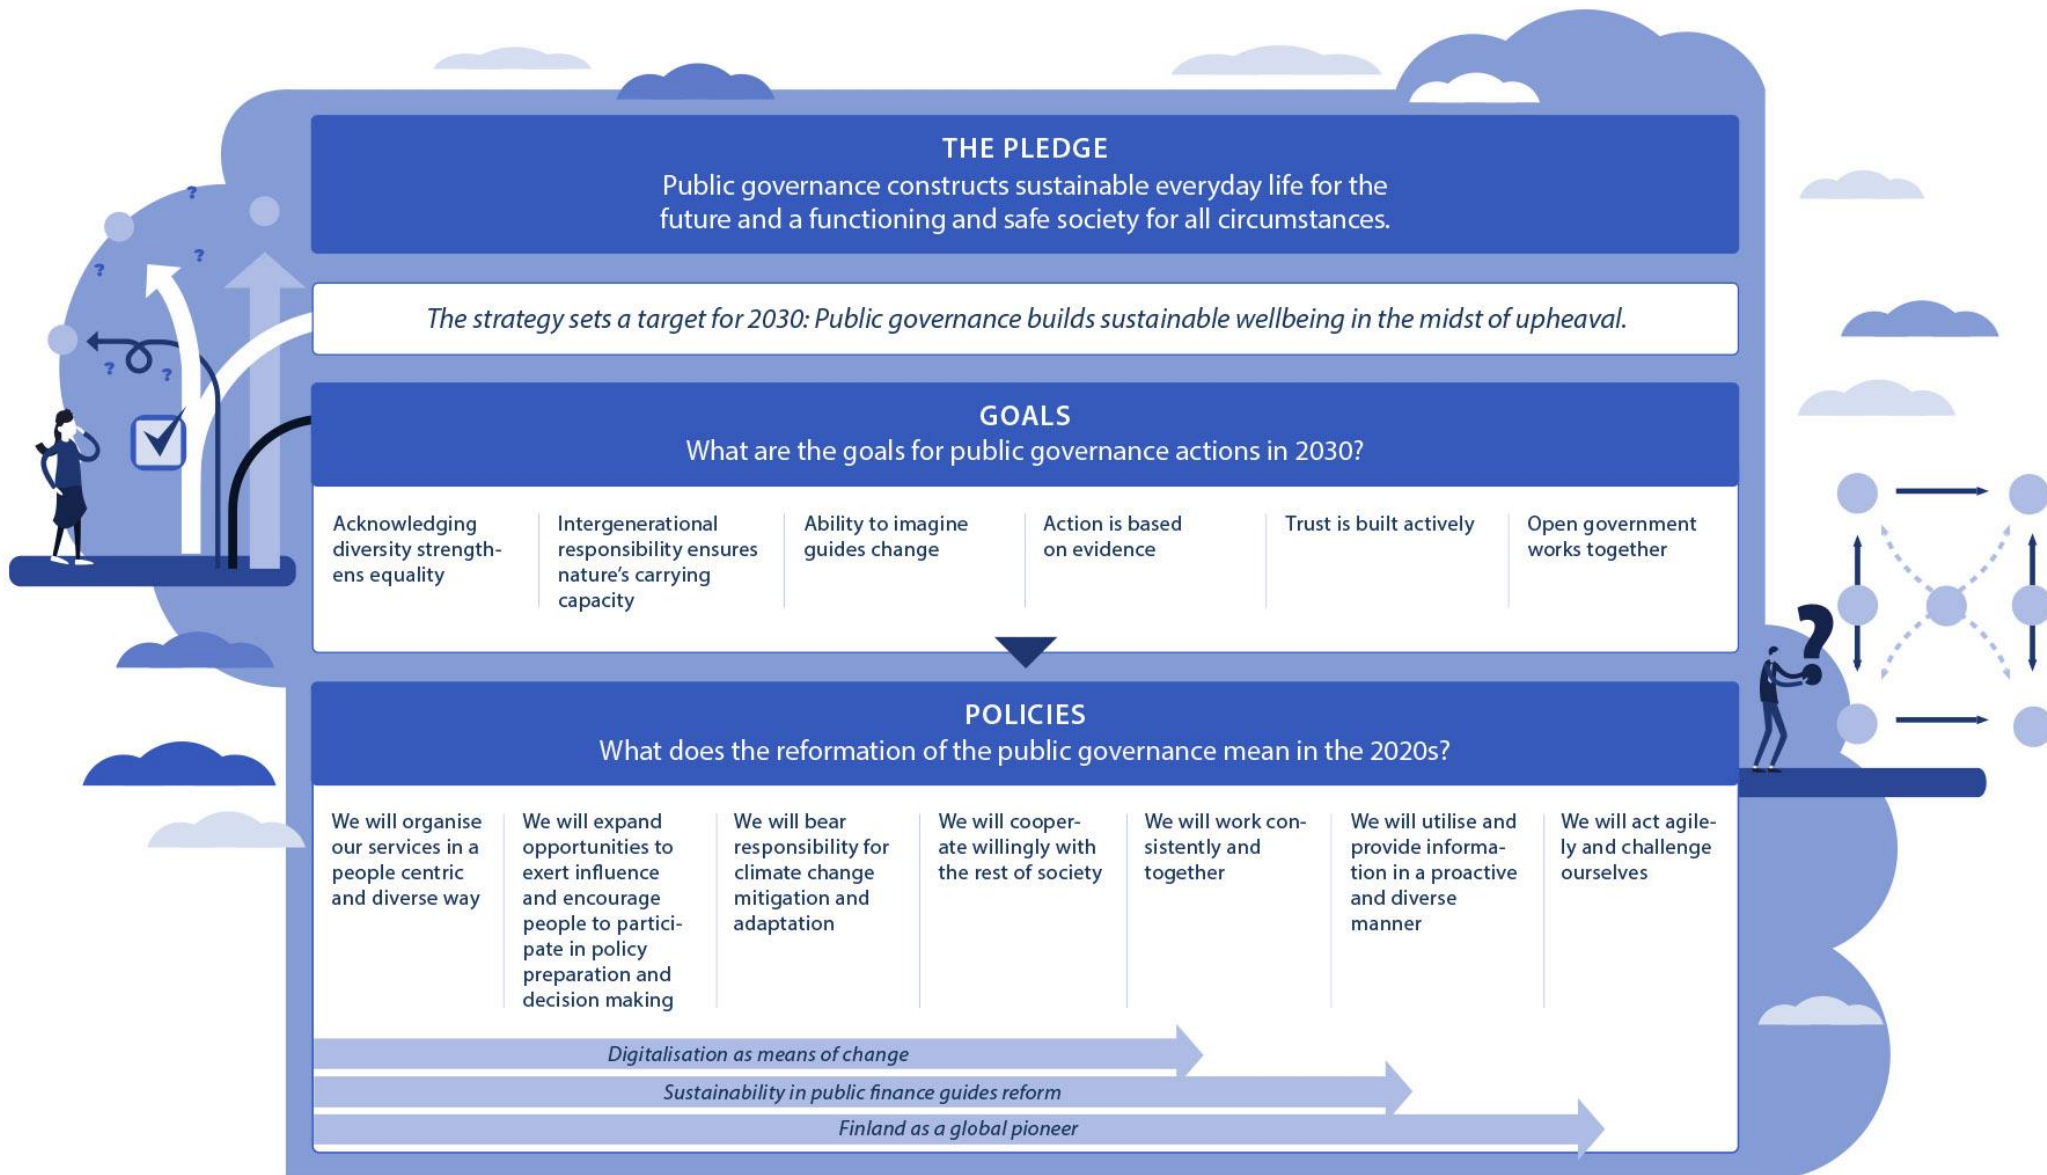 THE PLEDGE
Public governance constructs sustainable everyday life for the
future and a functioning and safe society for all circumstances.
The strategy sets a target for 2030: Public governance builds sustainable wellbeing in the midst of upheaval.
GOALS
What are the goals for public governance actions in 2030?
Acknowledging
diversity strength-
ens equality
Intergenerational
responsibility ensures
nature's carrying
capacity
Ability to imagine
guides change
Action is based
on evidence
Trust is built actively
Open government
works together
POLICIES
What does the reformation of the public governance mean in the 2020s?
We will organise
our services in a
people centric
and diverse way
We will expand
opportunities to
exert influence
and encourage
people to partici-
pate in policy
preparation and
decision making
We will bear
responsibility for
climate change
mitigation and
adaptation
We will cooper-
ate willingly with
the rest of society
We will work con-
sistently and
together
We will utilise and
provide informa-
tion in a proactive
and diverse
manner
We will act agile-
ly and challenge
ourselves
Digitalisation as means of change
Sustainability in public finance guides reform
Finland as a global pioneer
? 
?
?
?
?
?